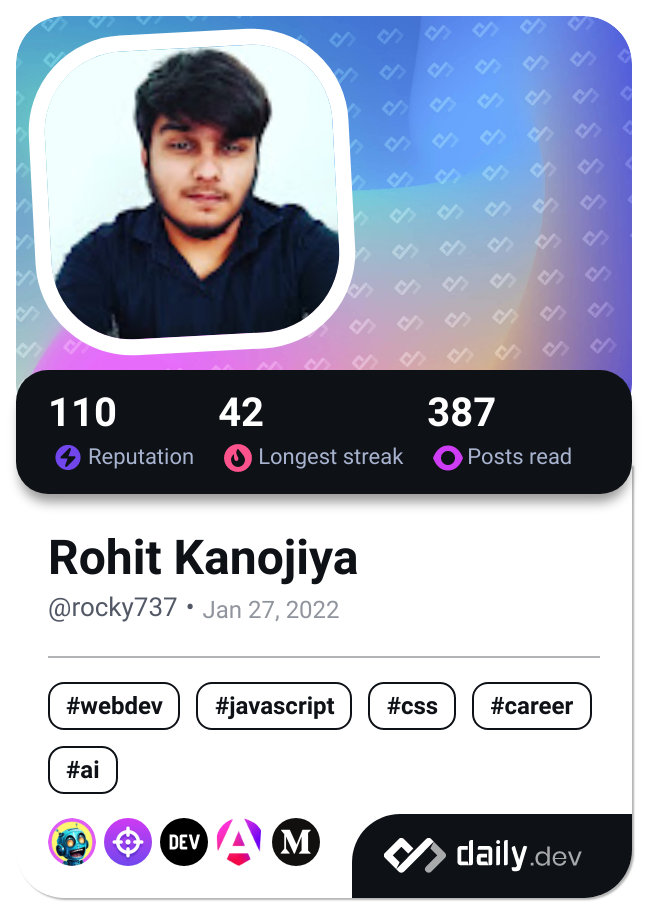 110 42 387
Reputation Longest streak Posts read
Rohit Kanojiya
@rocky737 • Jan 27, 2022
#webdev #javascript #css #career
#ai
DEV M daily.dev